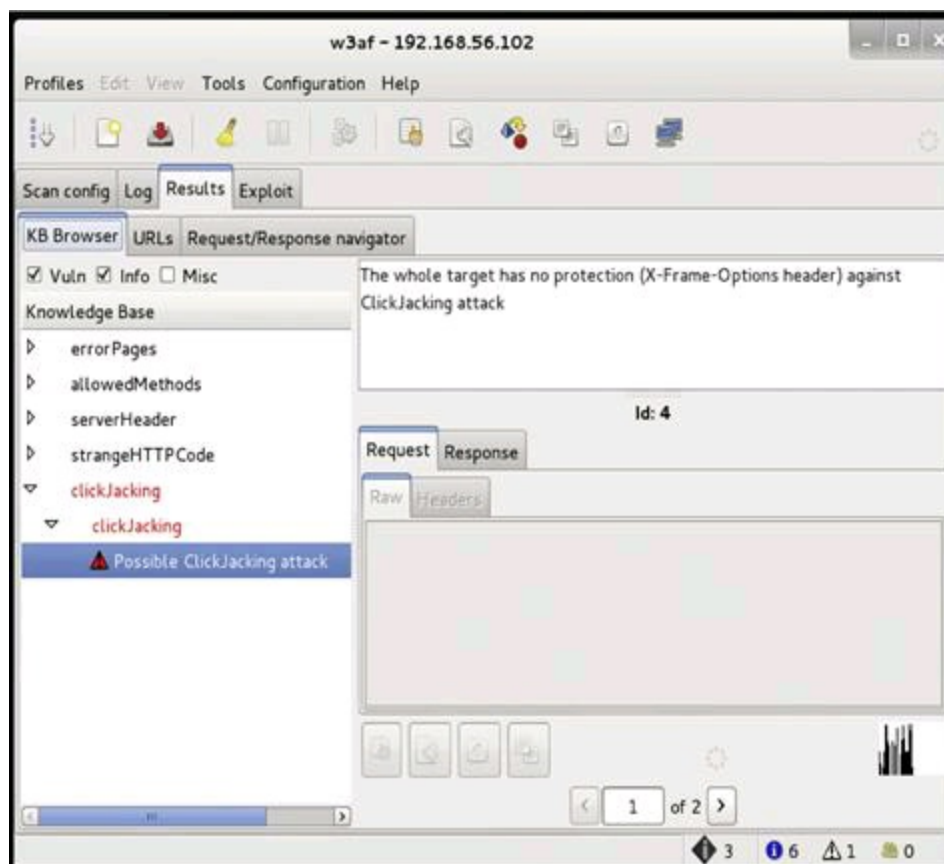 w3af - 192.168.56.102
Profiles Edit View Tools Configuration Help
Scan config Log Results Exploit
KB Browser URLs Request/Response navigator
Vuln Info Misc
Knowledge Base
errorPages
allowedMethods
serverHeader
strangeHTTPCode
clickJacking
clickJacking
Possible ClickJacking attack
The whole target has no protection (X-Frame-Options header) against
ClickJacking attack
Id: 4
Request Response
Raw Headers
1 of 2
3 6 1 0